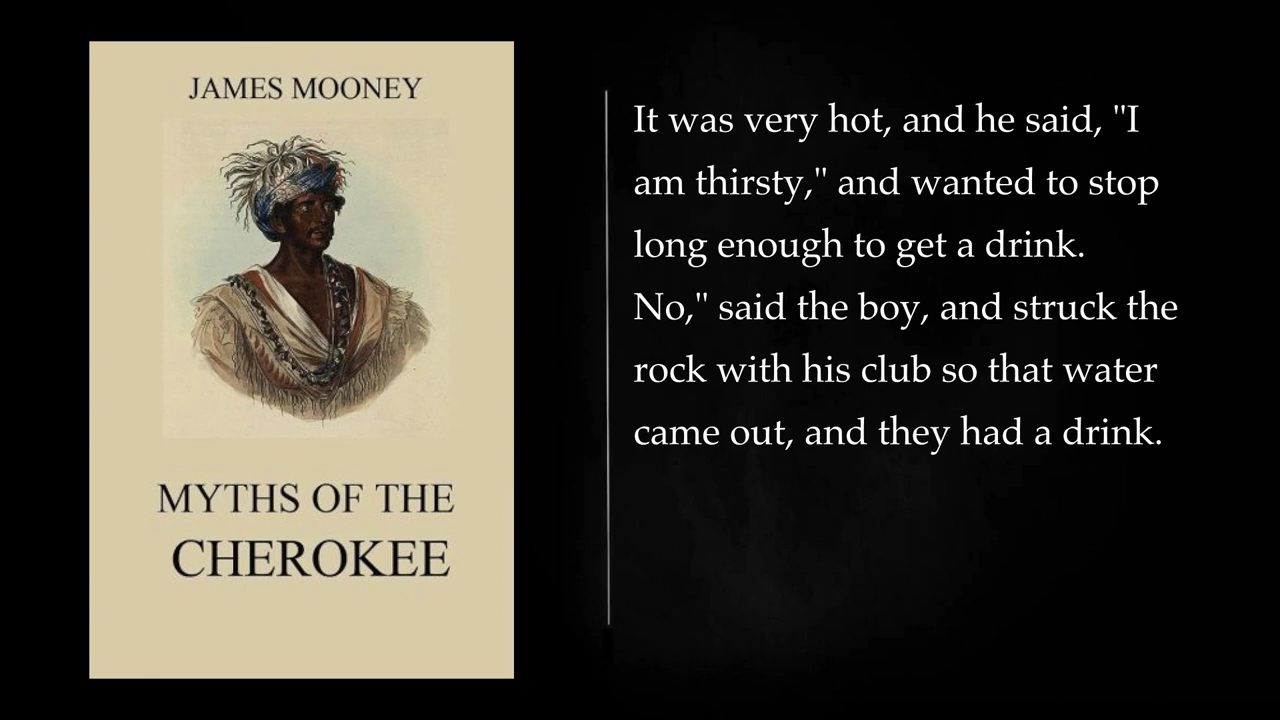 JAMES MOONEY
MYTHS OF THE
CHEROKEE
It was very hot, and he said, "I
am thirsty," and wanted to stop
long enough to get a drink.
No," said the boy, and struck the
rock with his club so that water
came out, and they had a drink.